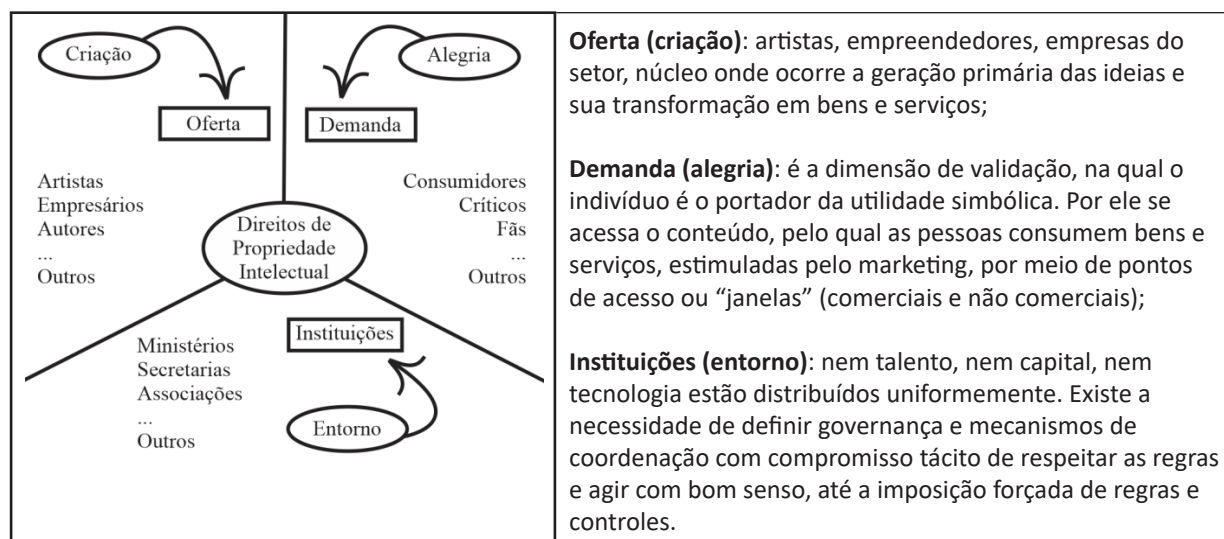 Criação
Alegria
Oferta
Demanda
Artistas
Empresários
Autores
...
Outros
Consumidores
Críticos
Fãs
...
Outros
Direitos de
Propriedade
Intelectual
Instituições
Ministérios
Secretarias
Associações
...
Outros
Entorno
Oferta (criação): artistas, empreendedores, empresas do
setor, núcleo onde ocorre a geração primária das ideias e
sua transformação em bens e serviços;
Demanda (alegria): é a dimensão de validação, na qual o
indivíduo é o portador da utilidade simbólica. Por ele se
acessa o conteúdo, pelo qual as pessoas consumem bens e
serviços, estimuladas pelo marketing, por meio de pontos
de acesso ou “janelas” (comerciais e não comerciais);
Instituições (entorno): nem talento, nem capital, nem
tecnologia estão distribuídos uniformemente. Existe a
necessidade de definir governança e mecanismos de
coordenação com compromisso tácito de respeitar as regras
e agir com bom senso, até a imposição forçada de regras e
controles.